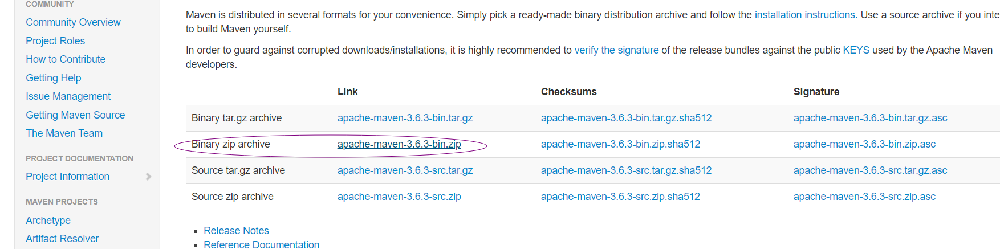 COMMUNITY
Community Overview
Project Roles
How to Contribute
Getting Help
Issue Management
Getting Maven Source
The Maven Team
PROJECT DOCUMENTATION
Project Information
MAVEN PROJECTS
Archetype
Artifact Resolver
Maven is distributed in several formats for your convenience. Simply pick a ready-made binary distribution archive and follow the installation instructions. Use a source archive if you inte
to build Maven yourself.
In order to guard against corrupted downloads/installations, it is highly recommended to verify the signature of the release bundles against the public KEYS used by the Apache Maven
developers.
Link Checksums Signature
Binary tar.gz archive apache-maven-3.6.3-bin.tar.gz apache-maven-3.6.3-bin.tar.gz.sha512 apache-maven-3.6.3-bin.tar.gz.asc
Binary zip archive apache-maven-3.6.3-bin.zip apache-maven-3.6.3-bin.zip.sha512 apache-maven-3.6.3-bin.zip.asc
Source tar.gz archive apache-maven-3.6.3-src.tar.gz apache-maven-3.6.3-src.tar.gz.sha512 apache-maven-3.6.3-src.tar.gz.asc
Source zip archive apache-maven-3.6.3-src.zip apache-maven-3.6.3-src.zip.sha512 apache-maven-3.6.3-src.zip.asc
Release Notes
Reference Documentation